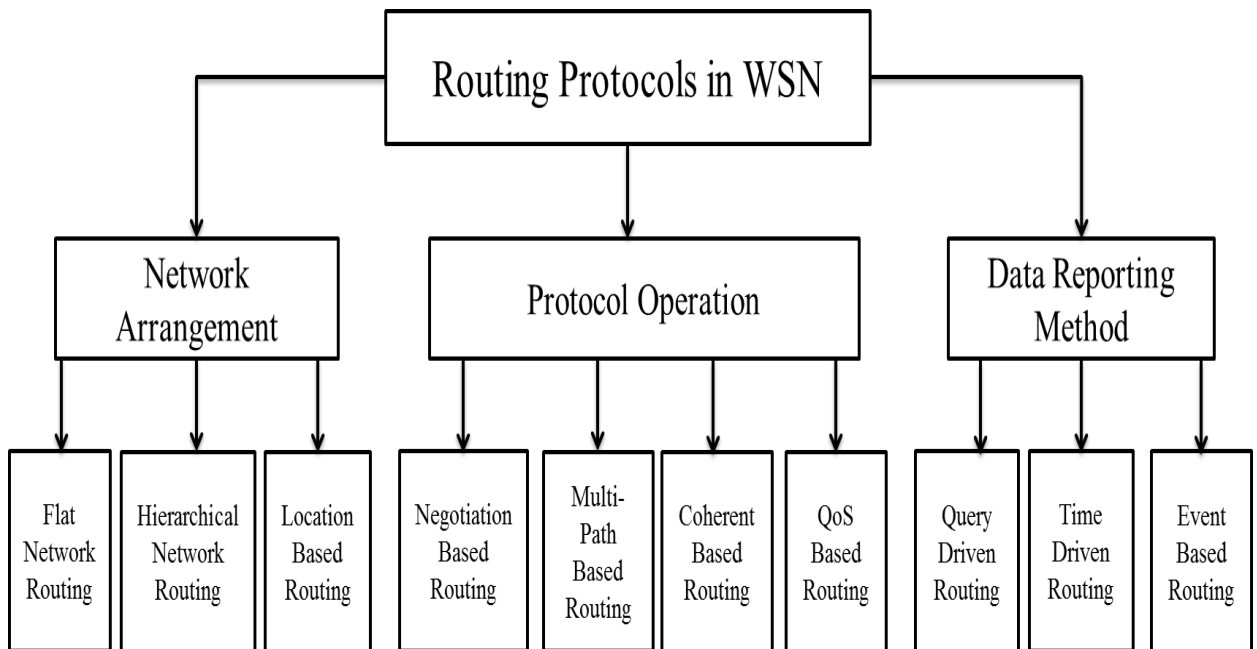 Routing Protocols in WSN
Network
Arrangement
Protocol Operation
Data Reporting
Method
Flat
Network
Routing
Hierarchical
Network
Routing
Location
Based
Routing
Negotiation
Based
Routing
Multi-
Path
Based
Routing
Coherent
Based
Routing
QoS
Based
Routing
Query
Driven
Routing
Time
Driven
Routing
Event
Based
Routing